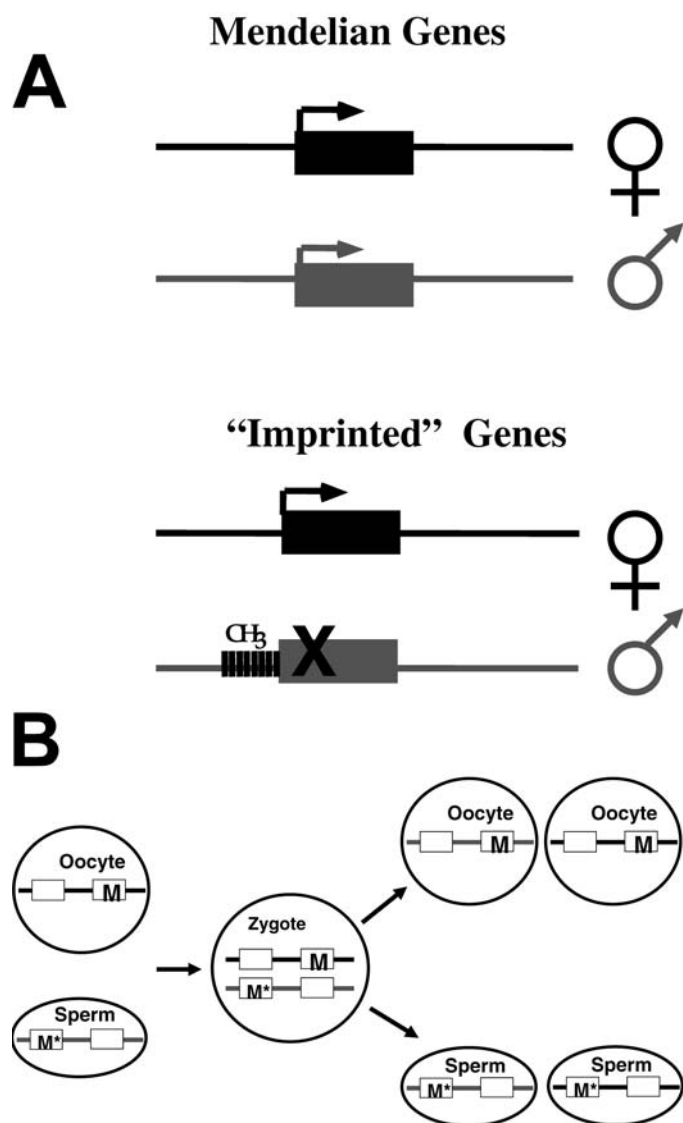 Mendelian Genes
A
“Imprinted” Genes
CH3
X
B
Oocyte
M
Sperm
M*
Zygote
M
M*
Oocyte
M
Oocyte
M
Sperm
M*
Sperm
M*